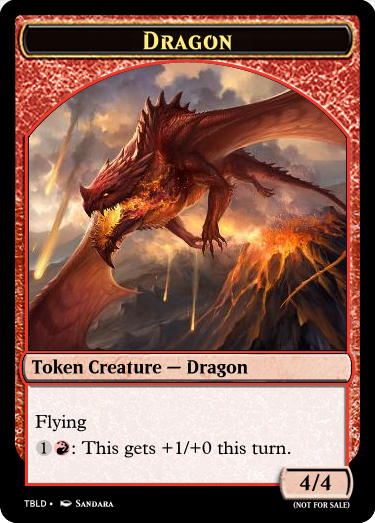 Dragon
Token Creature — Dragon
Flying
1: This gets +1/+0 this turn.
4/4
TBLD • Sandara
(NOT FOR SALE)